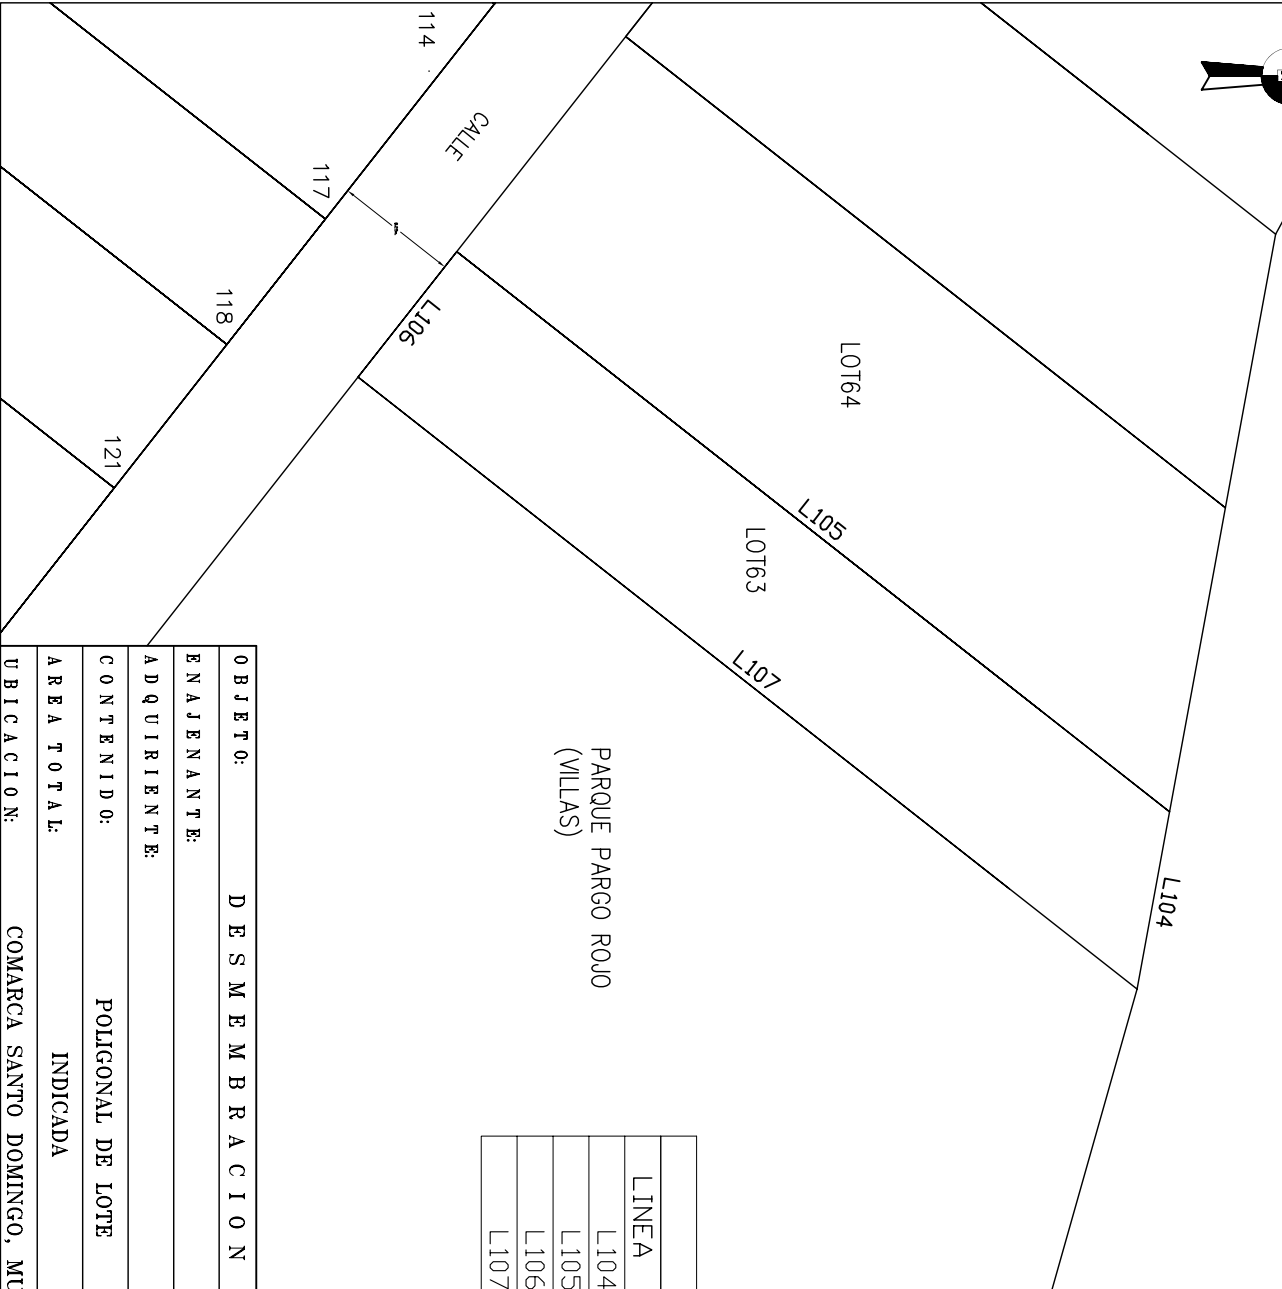 114
CALLE
117
118
121
L106
LOT64
L105
LOT63
L107
L104
PARQUE PARGO ROJO
(VILLAS)
LINEA
L104
L105
L106
L107
OBJETO: DESMEMBRACION
ENAJENANTE:
ADQUIRIENTE:
CONTENIDO: POLIGONAL DE LOTE
AREA TOTAL: INDICADA
UBICACION: COMARCA SANTO DOMINGO, MU